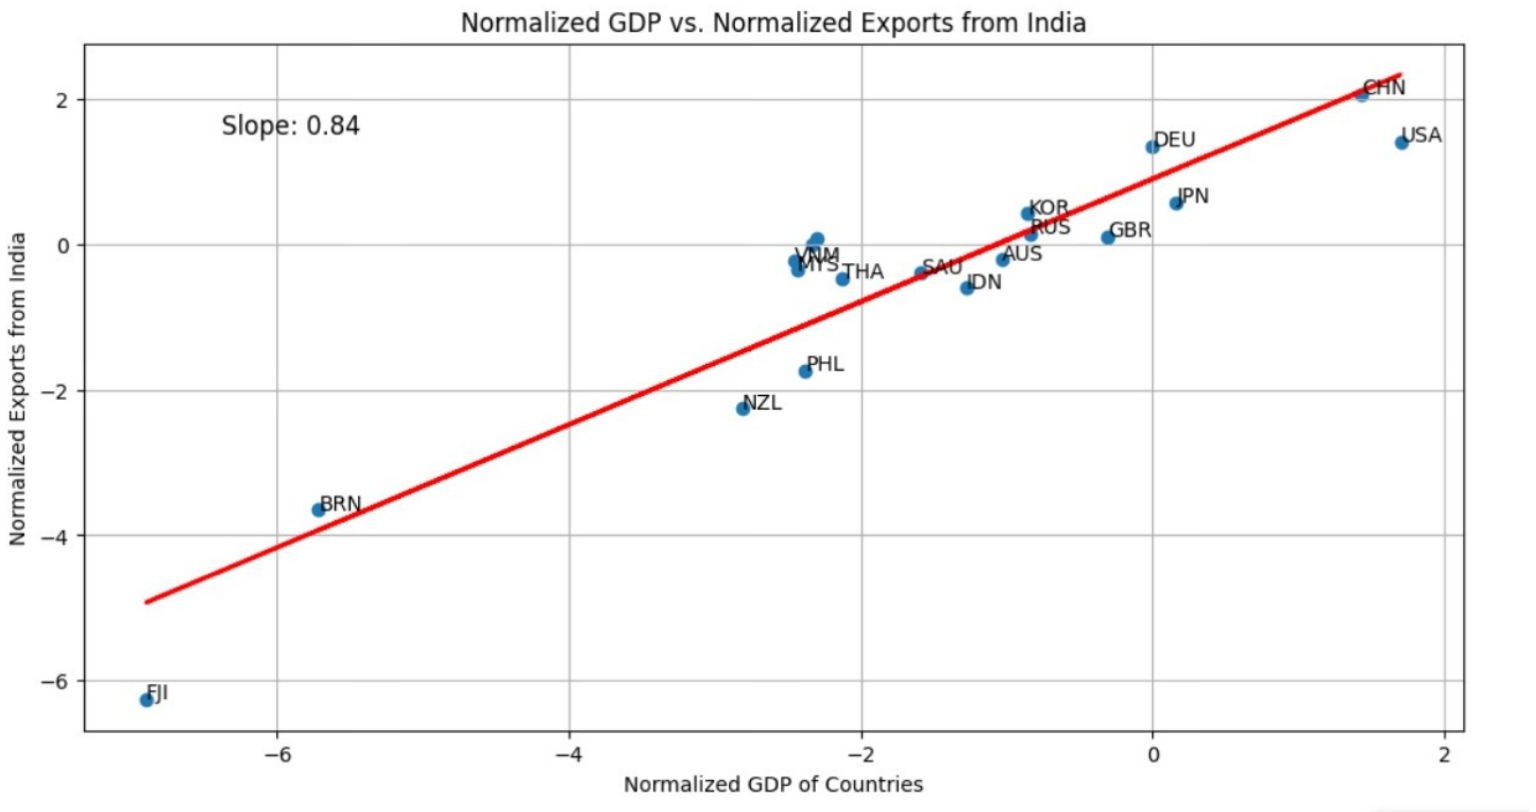 Normalized GDP vs. Normalized Exports from India
Slope: 0.84
CHN
USA
DEU
JPN
KOR
RUS
GBR
AUS
VNM
MYS
THA
SAU
IDN
PHL
NZL
BRN
FJI
2
0
−2
−4
−6
Normalized Exports from India
−6
−4
−2
0
2
Normalized GDP of Countries